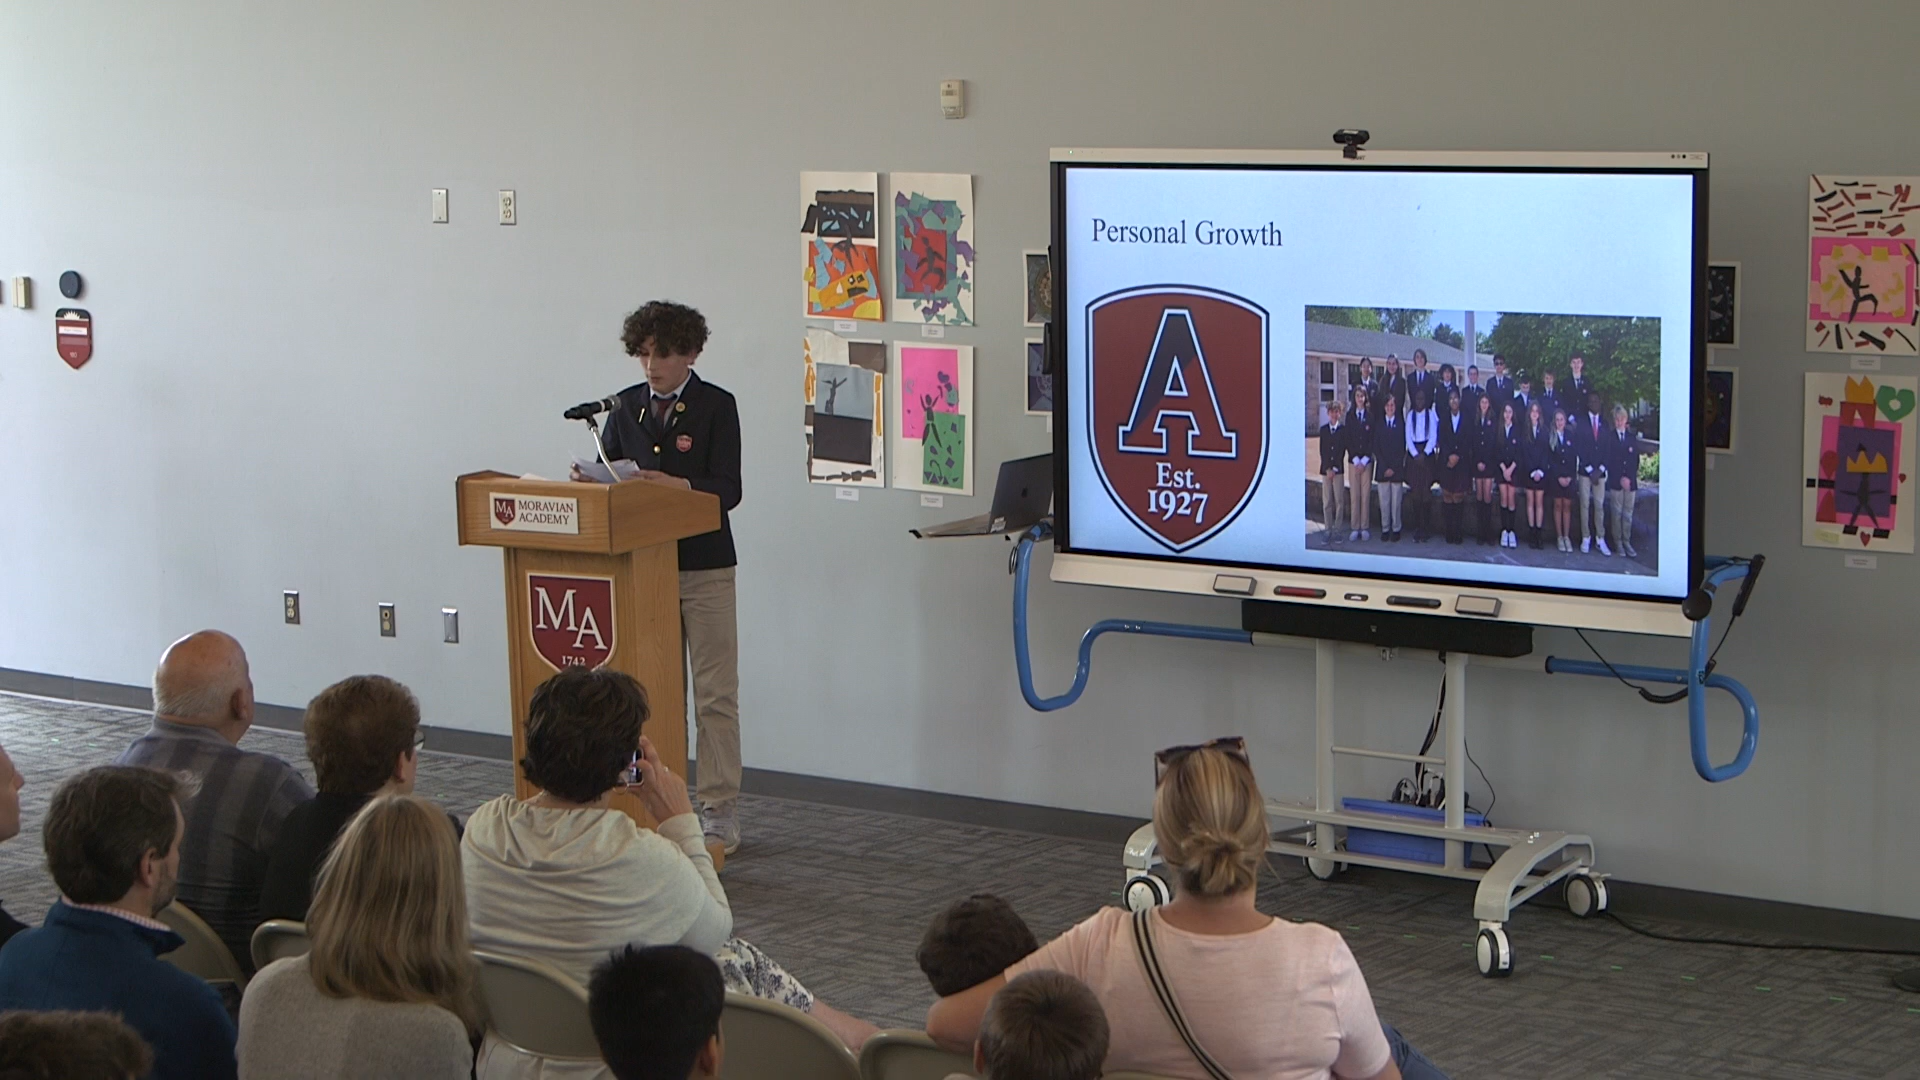 Personal Growth
A
Est.
1927
MA
MORAVIAN
ACADEMY
MA
1742